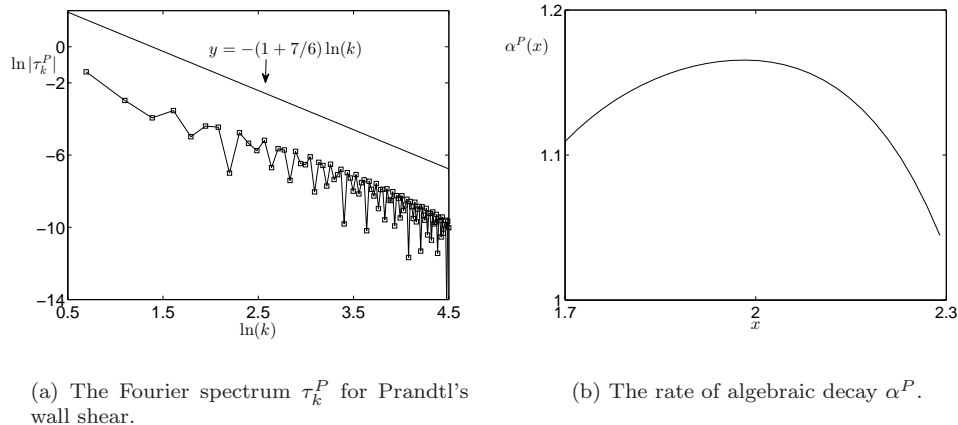 ln|τ_k^P|
0
−2
−6
−10
−14
y = −(1 + 7/6) ln(k)
0.5 1.5 2.5 3.5 4.5
ln(k)
1.2
α^P(x)
1.1
1
1.7 2 2.3
x
(a) The Fourier spectrum τ_k^P for Prandtl's
wall shear.
(b) The rate of algebraic decay α^P.